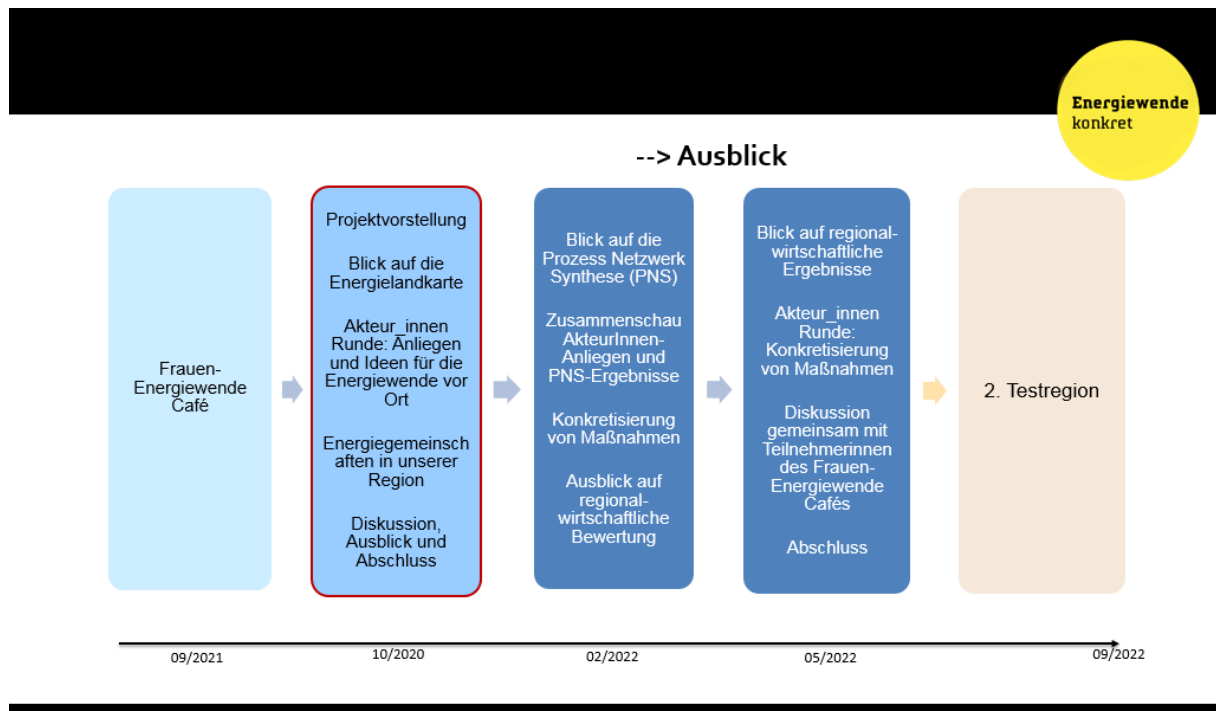 Energiewende
konkret
--> Ausblick
Frauen-
Energiewende
Café
Projektvorstellung
Blick auf die
Energielandkarte
Akteur_innen
Runde: Anliegen
und Ideen für die
Energiewende vor
Ort
Energiegemeinsch
aften in unserer
Region
Diskussion,
Ausblick und
Abschluss
Blick auf die
Prozess Netzwerk
Synthese (PNS)
Zusammenschau
AkteurInnen-
Anliegen und
PNS-Ergebnisse
Konkretisierung
von Maßnahmen
Ausblick auf
regional-
wirtschaftliche
Bewertung
Blick auf regional-
wirtschaftliche
Ergebnisse
Akteur_innen
Runde:
Konkretisierung
von Maßnahmen
Diskussion
gemeinsam mit
Teilnehmerinnen
des Frauen-
Energiewende
Cafés
Abschluss
2. Testregion
09/2021
10/2020
02/2022
05/2022
09/2022